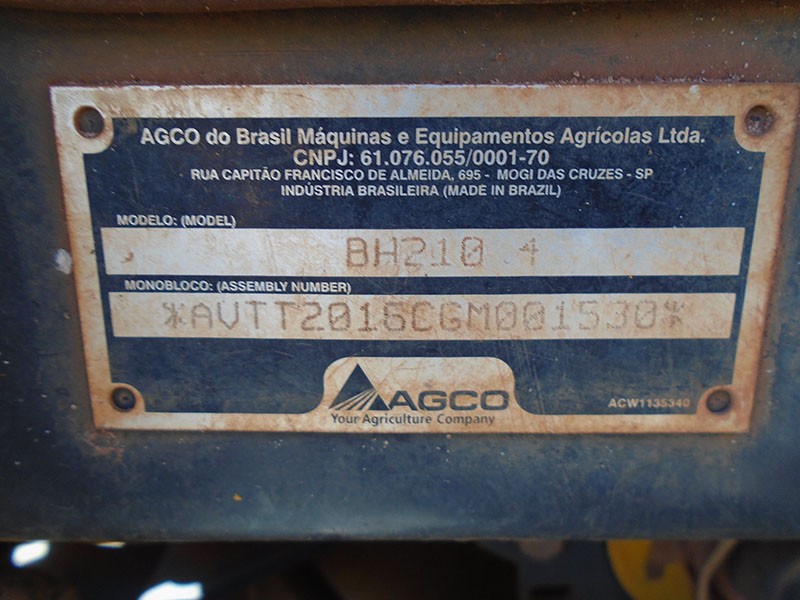 AGCO do Brasil Máquinas e Equipamentos Agrícolas Ltda.
CNPJ: 61.076.055/0001-70
RUA CAPITÃO FRANCISCO DE ALMEIDA, 695 - MOGI DAS CRUZES - SP
INDÚSTRIA BRASILEIRA (MADE IN BRAZIL)
MODELO: (MODEL)
BH210 4
MONOBLOCO: (ASSEMBLY NUMBER)
*AVTT2016CGM001530*
AGCO
Your Agriculture Company
ACW1135340